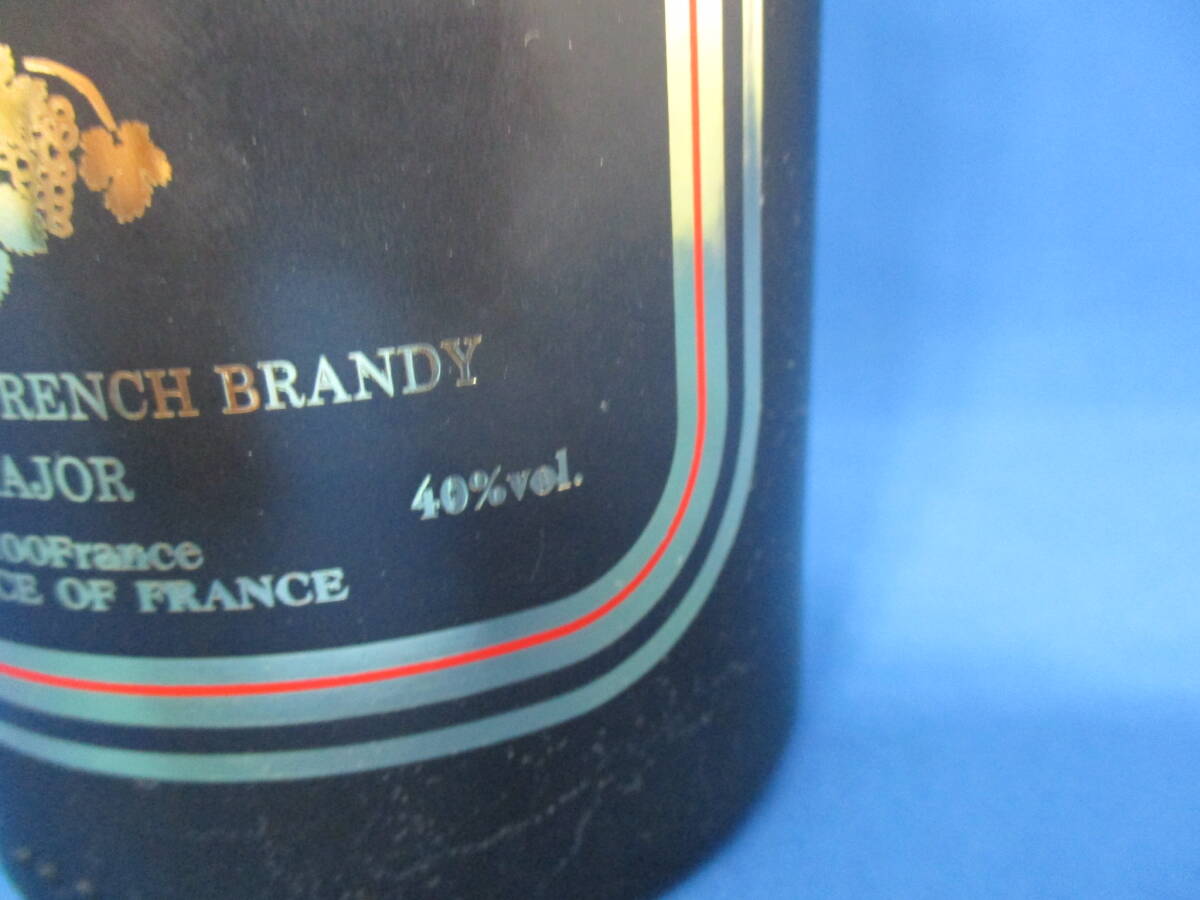 RENCH BRANDY
AJOR
40%vol.
00France
CE OF FRANCE